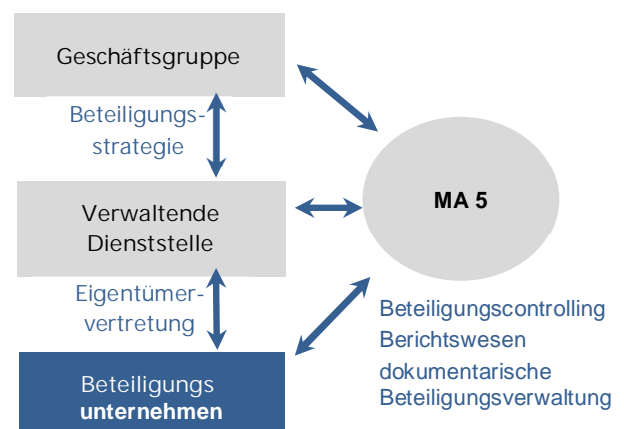 Geschäftsgruppe
Beteiligungs-
strategie
Verwaltende
Dienststelle
Eigentümer-
vertretung
Beteiligungs
unternehmen
MA 5
Beteiligungscontrolling
Berichtswesen
dokumentarische
Beteiligungsverwaltung